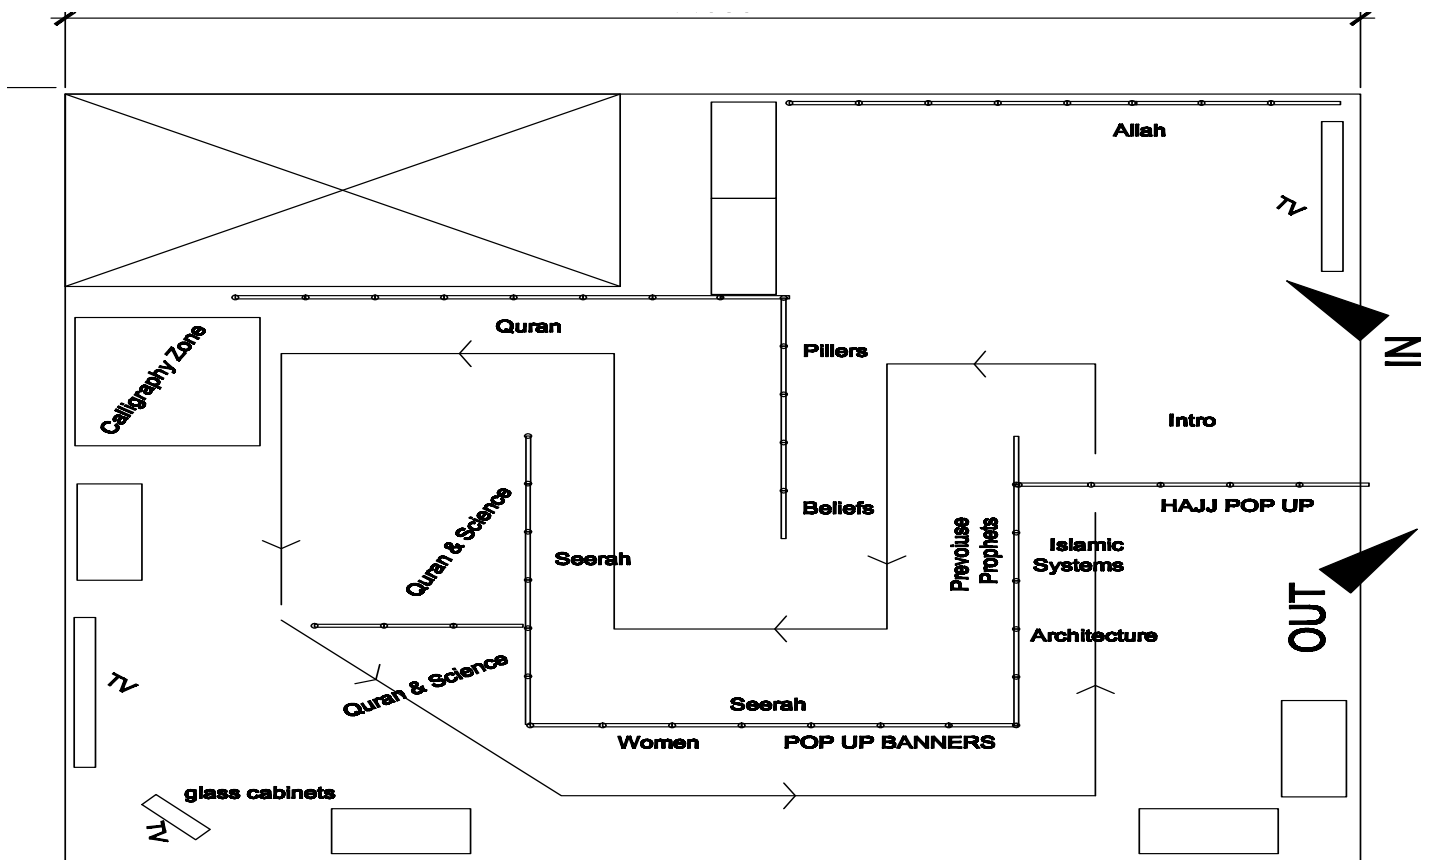 Allah
TV
IN
Quran
Pillers
Calligraphy Zone
Intro
HAJJ POP UP
Beliefs
Prevoiuse
Prophets
Islamic
Systems
Quran & Science
Seerah
OUT
Architecture
Quran & Science
TV
Seerah
Women
POP UP BANNERS
glass cabinets
TV